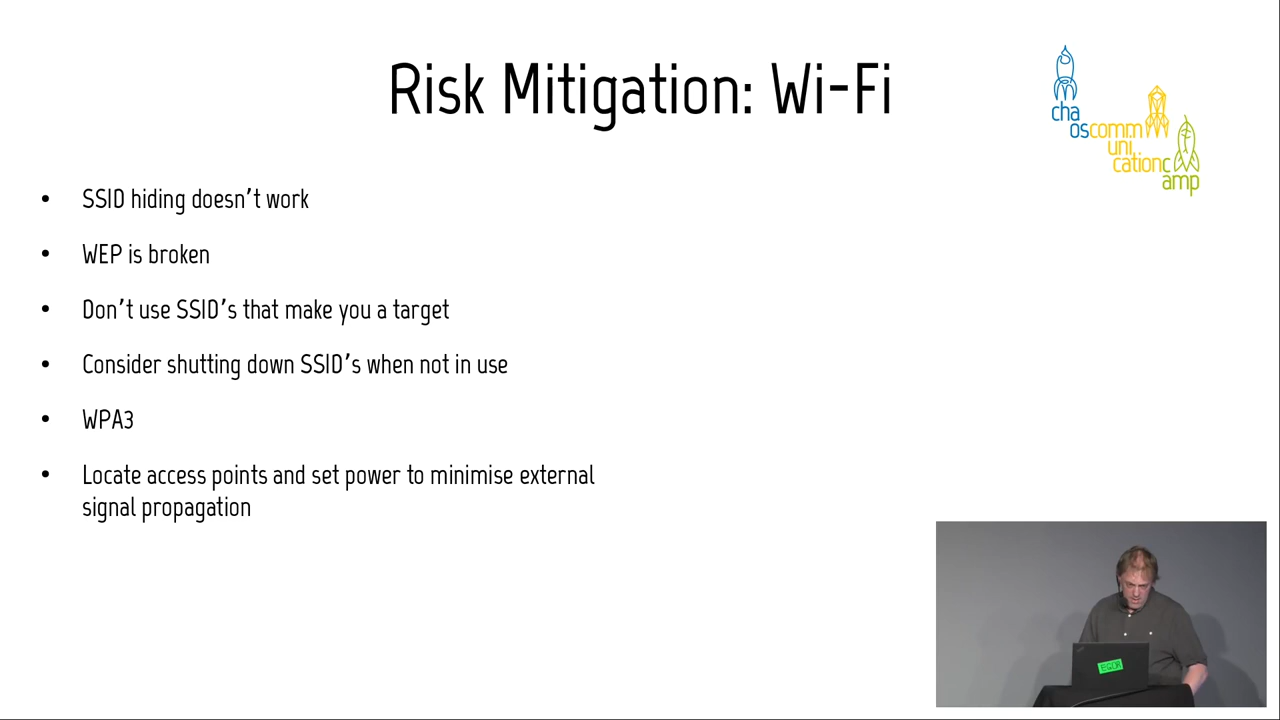 Risk Mitigation: Wi-Fi
cha
oscomm
uni
cationc
amp
• SSID hiding doesn't work
• WEP is broken
• Don't use SSID's that make you a target
• Consider shutting down SSID's when not in use
• WPA3
• Locate access points and set power to minimise external
signal propagation